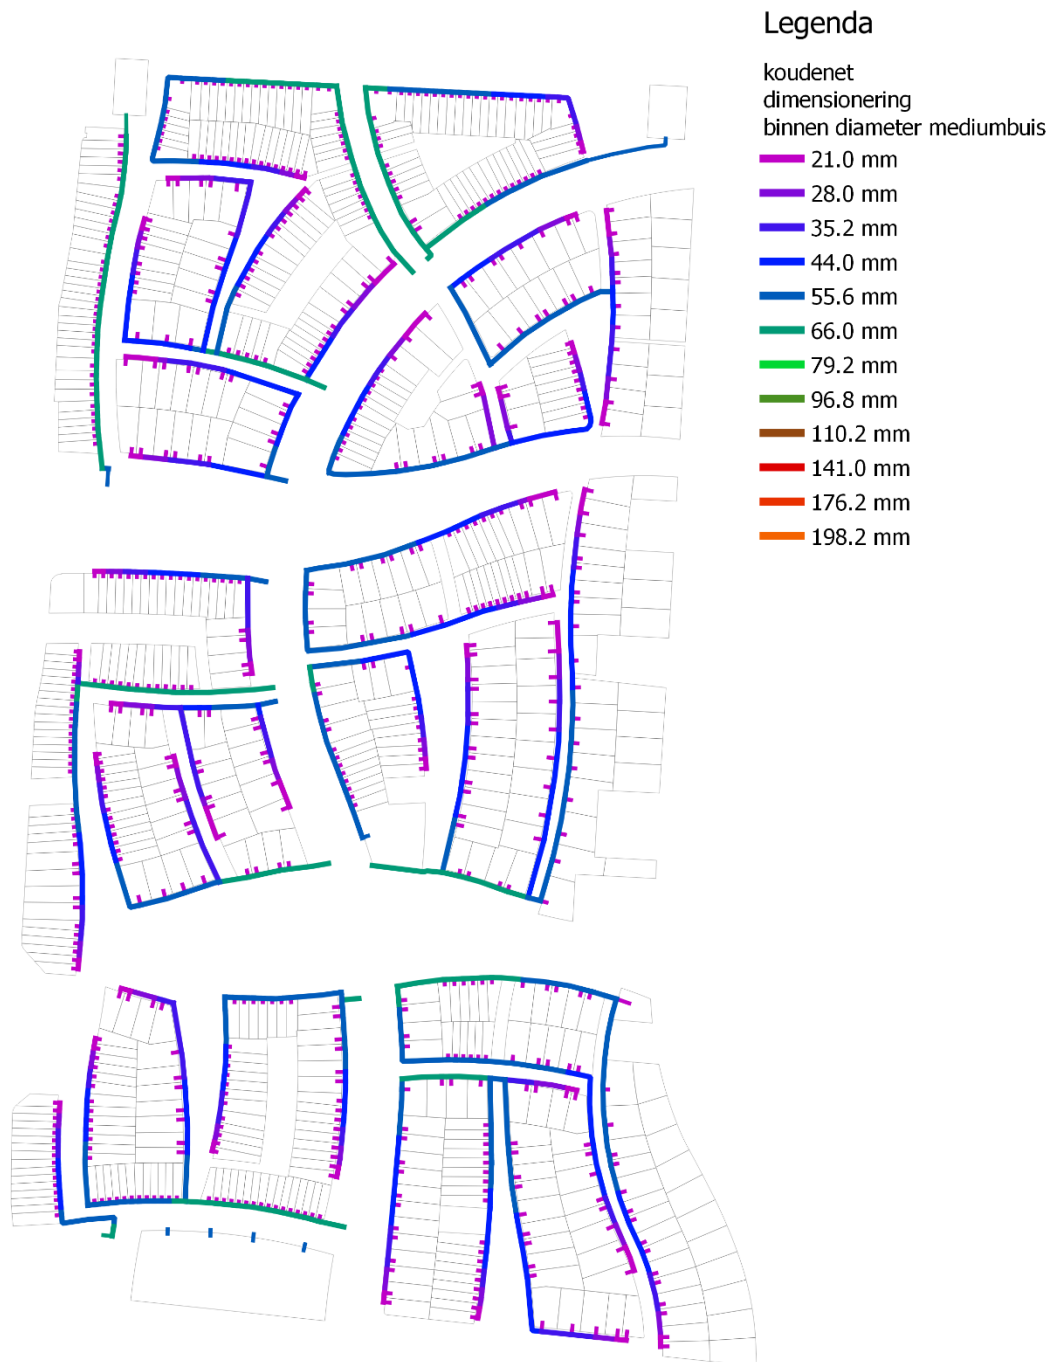 Legenda
koudenet
dimensionering
binnen diameter mediumbuis
21.0 mm
28.0 mm
35.2 mm
44.0 mm
55.6 mm
66.0 mm
79.2 mm
96.8 mm
110.2 mm
141.0 mm
176.2 mm
198.2 mm